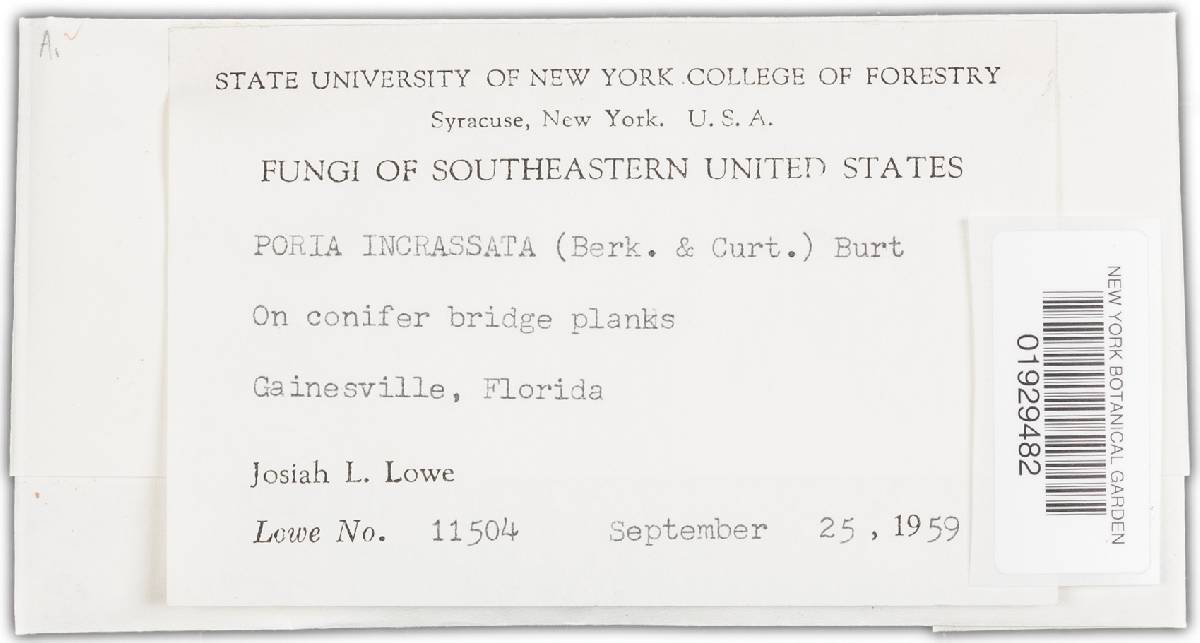 A.
STATE UNIVERSITY OF NEW YORK COLLEGE OF FORESTRY
Syracuse, New York. U. S. A.
FUNGI OF SOUTHEASTERN UNITED STATES
PORIA INCRASSATA (Berk. & Curt.) Burt
On conifer bridge planks
Gainesville, Florida
Josiah L. Lowe
Lowe No. 11504 September 25, 1959
NEW YORK BOTANICAL GARDEN
01929482